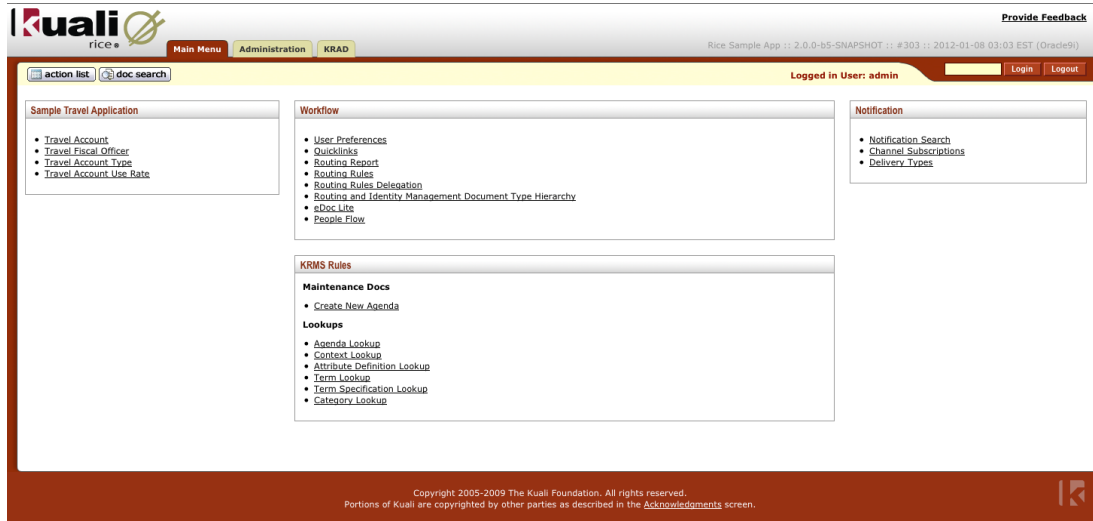 Kuali
rice
Provide Feedback
Main Menu
Administration
KRAD
Rice Sample App :: 2.0.0-b5-SNAPSHOT :: #303 :: 2012-01-08 03:03 EST (Oracle9i)
action list
doc search
Logged in User: admin
Login
Logout
Sample Travel Application
Travel Account
Travel Fiscal Officer
Travel Account Type
Travel Account Use Rate
Workflow
User Preferences
Quicklinks
Routing Report
Routing Rules
Routing Rules Delegation
Routing and Identity Management Document Type Hierarchy
eDoc Lite
People Flow
KRMS Rules
Maintenance Docs
Create New Agenda
Lookups
Agenda Lookup
Context Lookup
Attribute Definition Lookup
Term Lookup
Term Specification Lookup
Category Lookup
Notification
Notification Search
Channel Subscriptions
Delivery Types
Copyright 2005-2009 The Kuali Foundation. All rights reserved.
Portions of Kuali are copyrighted by other parties as described in the Acknowledgments screen.